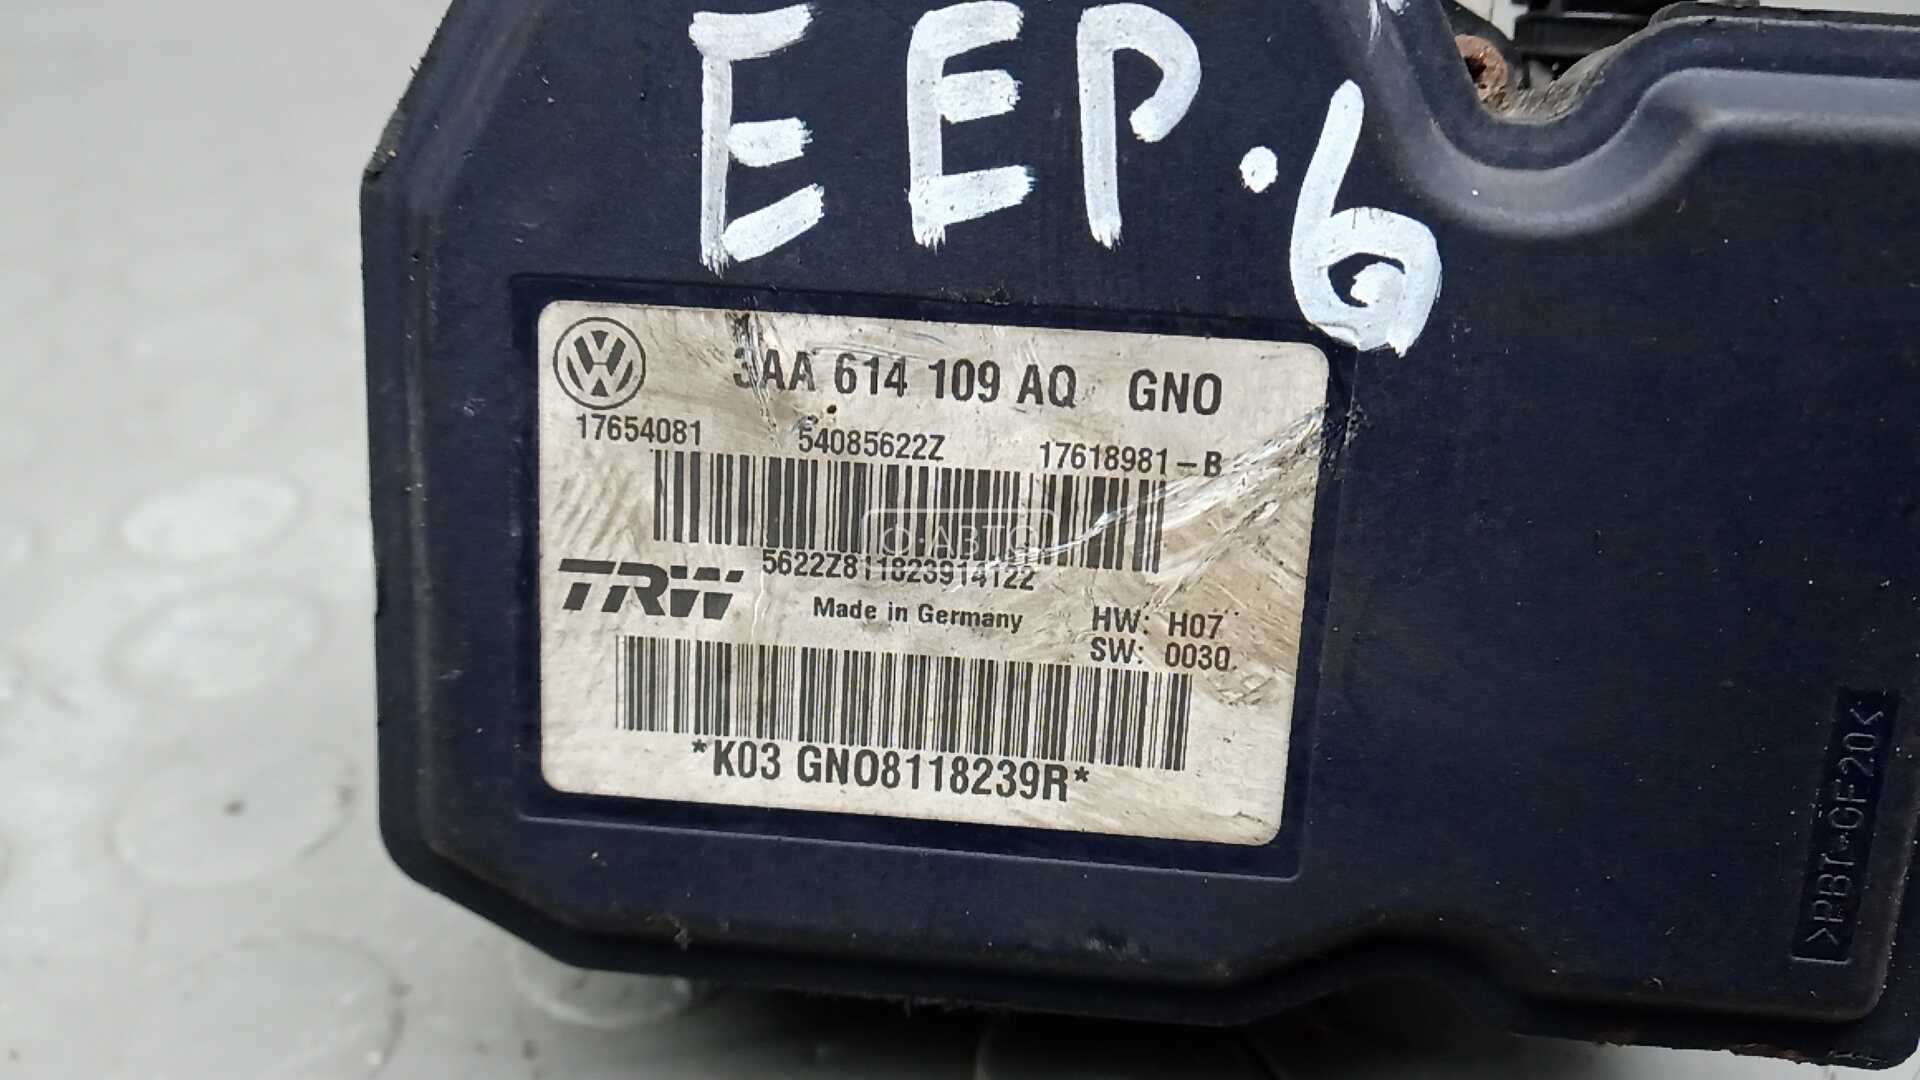 EEP.6
3AA 614 109 AQ GNO
17654081 54085622Z 17618981-B
О·АВТО
5622Z811823914122
TRW
Made in Germany
HW: H07
SW: 0030
*K03 GNO8118239R*
>PBT-GF20<